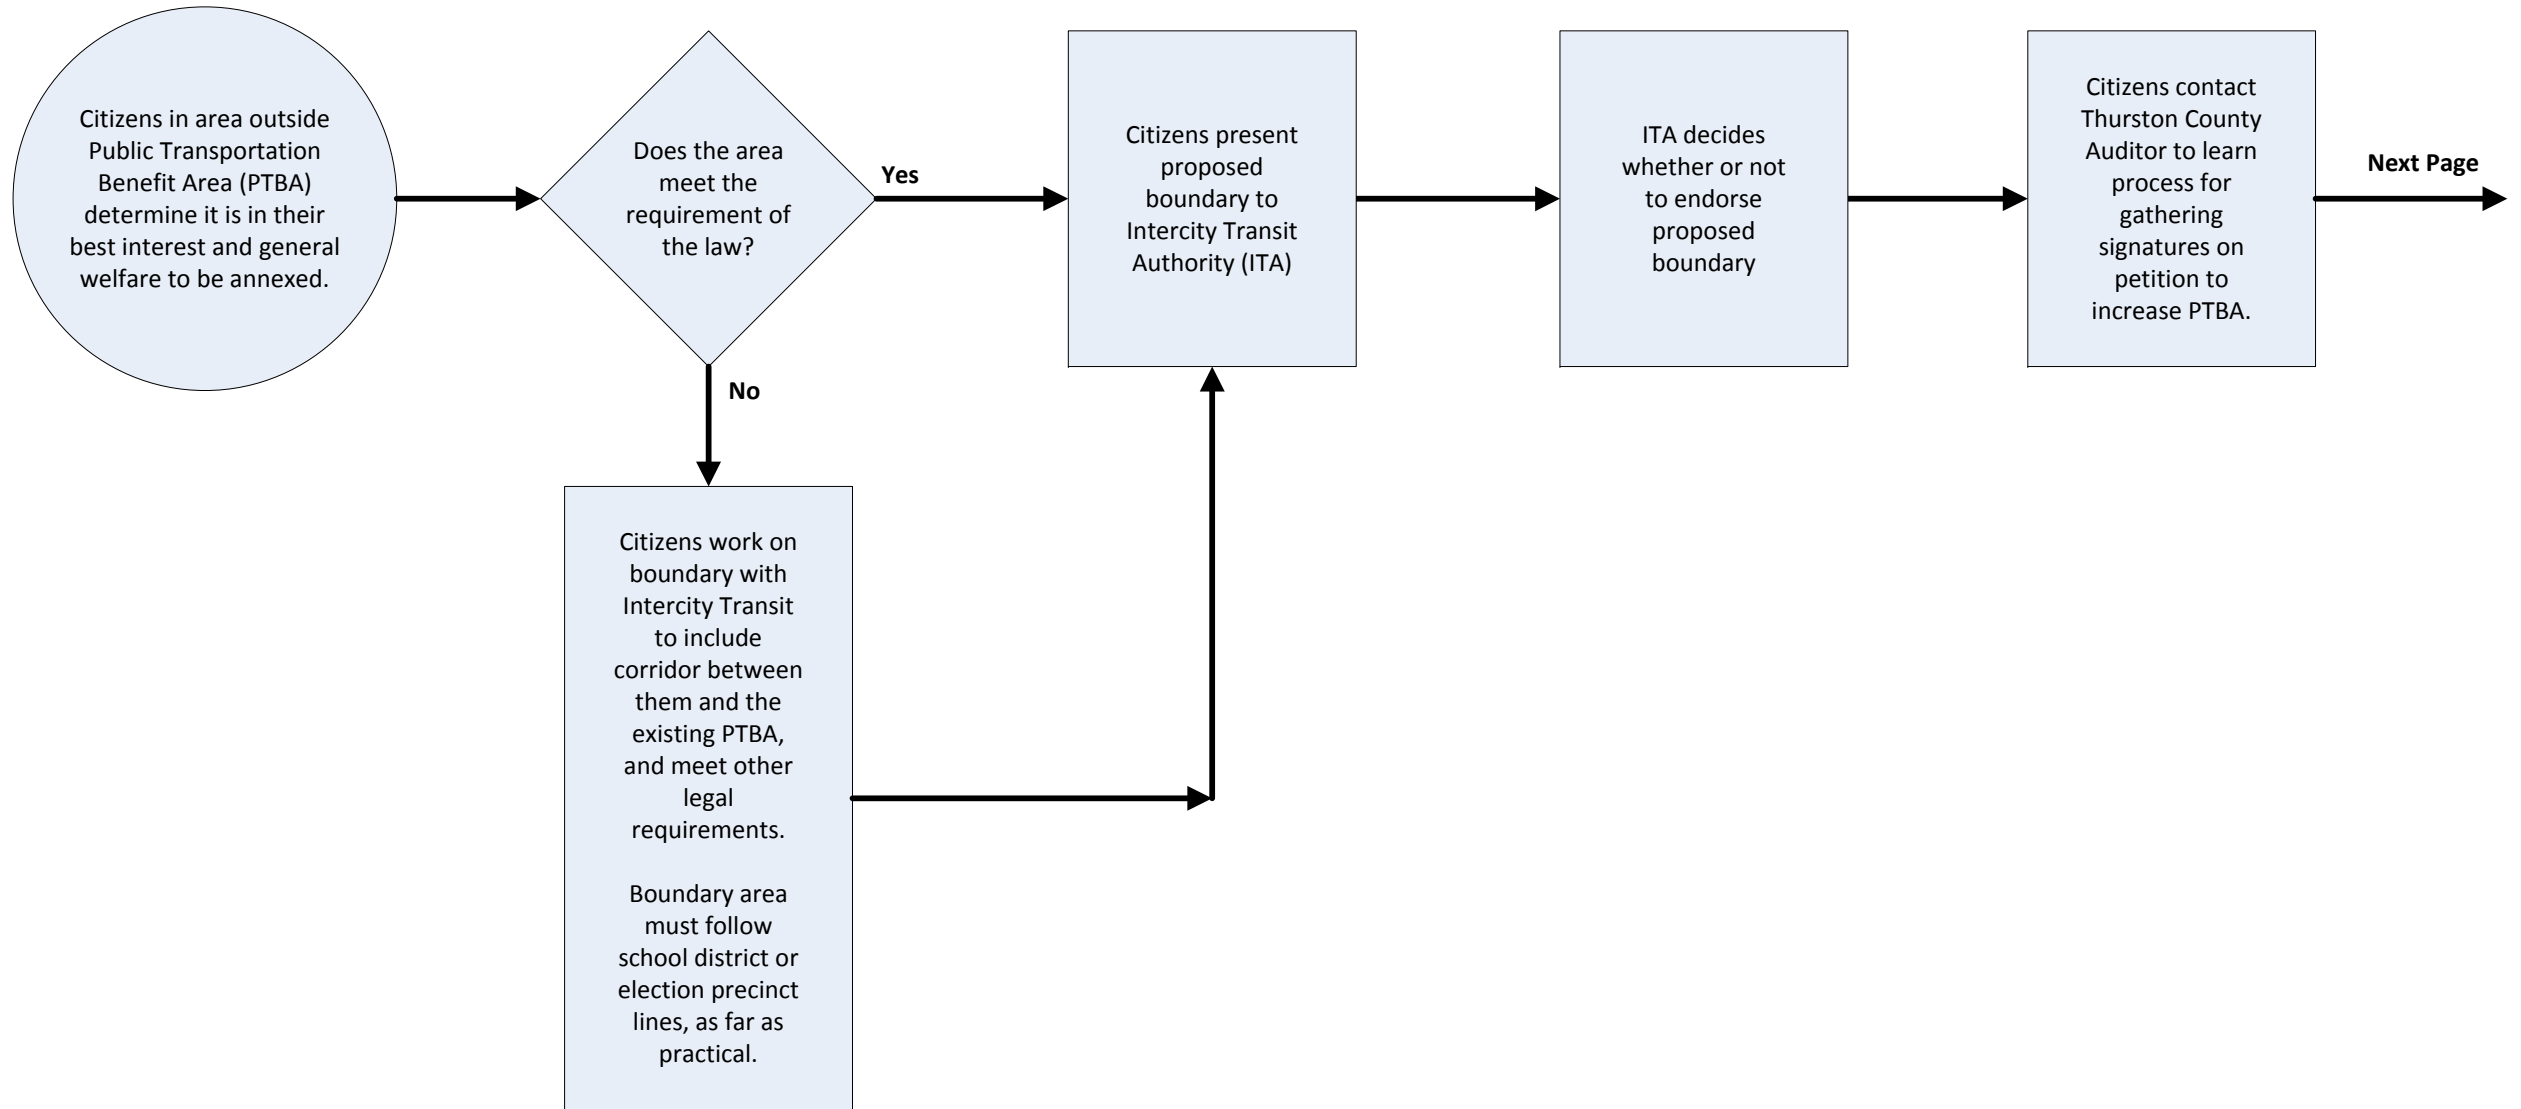 Citizens in area outside
Public Transportation
Benefit Area (PTBA)
determine it is in their
best interest and general
welfare to be annexed.
Does the area
meet the
requirement of
the law?
Yes
No
Citizens work on
boundary with
Intercity Transit
to include
corridor between
them and the
existing PTBA,
and meet other
legal
requirements.
Boundary area
must follow
school district or
election precinct
lines, as far as
practical.
Citizens present
proposed
boundary to
Intercity Transit
Authority (ITA)
ITA decides
whether or not
to endorse
proposed
boundary
Citizens contact
Thurston County
Auditor to learn
process for
gathering
signatures on
petition to
increase PTBA.
Next Page